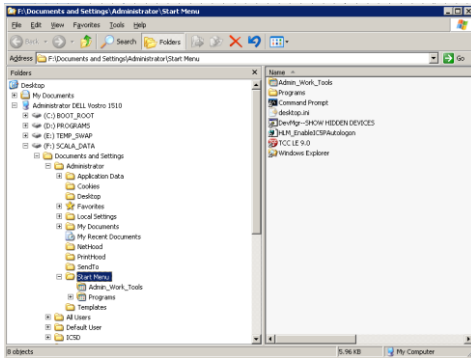 F:\Documents and Settings\Administrator\Start Menu
File Edit View Favorites Tools Help
Back Search Folders
Address F:\Documents and Settings\Administrator\Start Menu Go
Folders
Desktop
My Documents
Administrator DELL Vostro 1510
(C:) BOOT_ROOT
(D:) PROGRAMS
(E:) TEMP_SWAP
(F:) SCALA_DATA
Documents and Settings
Administrator
Application Data
Cookies
Desktop
Favorites
Local Settings
My Documents
My Recent Documents
NetHood
PrintHood
SendTo
Start Menu
Admin_Work_Tools
Programs
Templates
All Users
Default User
ICSD
Name
Admin_Work_Tools
Programs
Command Prompt
desktop.ini
DevMgr--SHOW HIDDEN DEVICES
TCC LE 9.0
Windows Explorer
8 objects
5.96 KB
My Computer